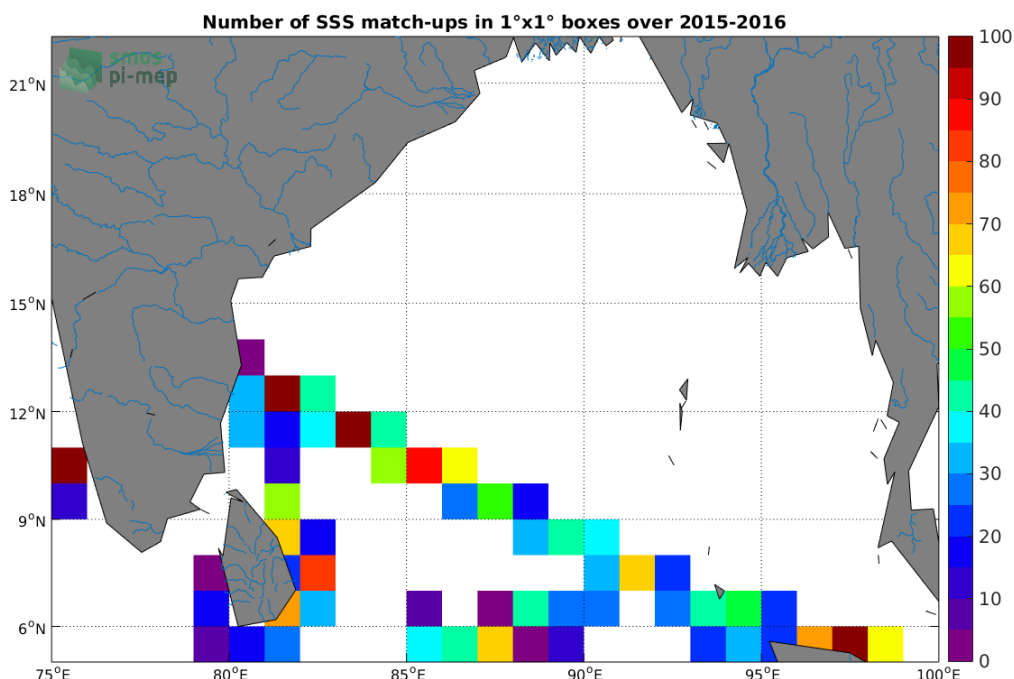 Number of SSS match-ups in 1°x1° boxes over 2015-2016
smos
pi-mep
21°N
18°N
15°N
12°N
9°N
6°N
75°E 80°E 85°E 90°E 95°E 100°E
100
90
80
70
60
50
40
30
20
10
0